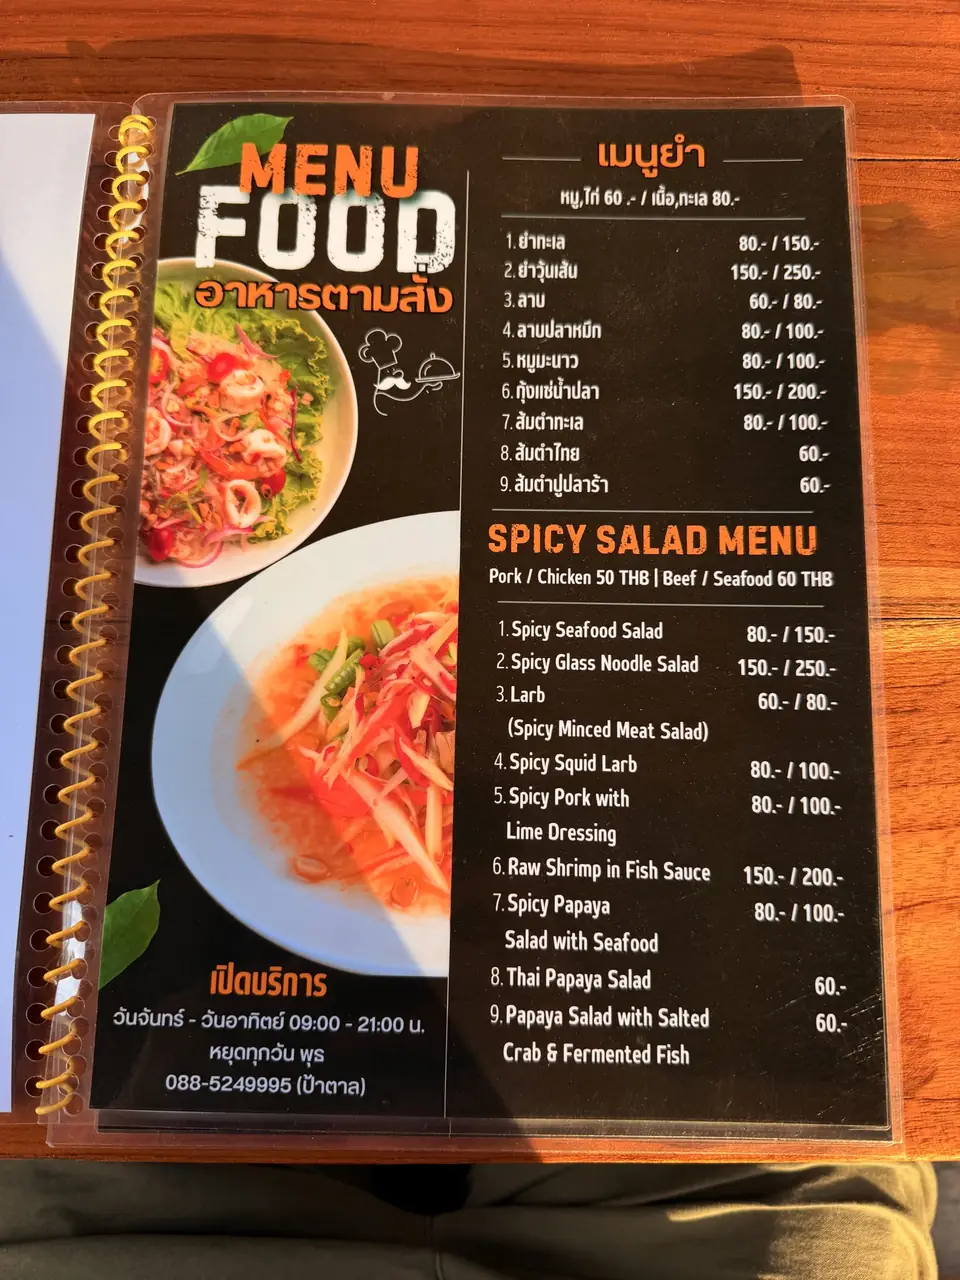 MENU
FOOD
อาหารตามสั่ง
เปิดบริการ
วันจันทร์ - วันอาทิตย์ 09:00 - 21:00 น.
หยุดทุกวัน พุธ
088-5249995 (ป้าตาล)
เมนูยำ
หมู,ไก่ 60 .- / เนื้อ,ทะเล 80.-
1. ยำทะเล 80.- / 150.-
2. ยำวุ้นเส้น 150.- / 250.-
3. ลาบ 60.- / 80.-
4. ลาบปลาหมึก 80.- / 100.-
5. หมูมะนาว 80.- / 100.-
6. กุ้งแช่น้ำปลา 150.- / 200.-
7. ส้มตำทะเล 80.- / 100.-
8. ส้มตำไทย 60.-
9. ส้มตำปูปลาร้า 60.-
SPICY SALAD MENU
Pork / Chicken 50 THB | Beef / Seafood 60 THB
1. Spicy Seafood Salad 80.- / 150.-
2. Spicy Glass Noodle Salad 150.- / 250.-
3. Larb 60.- / 80.-
(Spicy Minced Meat Salad)
4. Spicy Squid Larb 80.- / 100.-
5. Spicy Pork with 80.- / 100.-
Lime Dressing
6. Raw Shrimp in Fish Sauce 150.- / 200.-
7. Spicy Papaya 80.- / 100.-
Salad with Seafood
8. Thai Papaya Salad 60.-
9. Papaya Salad with Salted 60.-
Crab & Fermented Fish